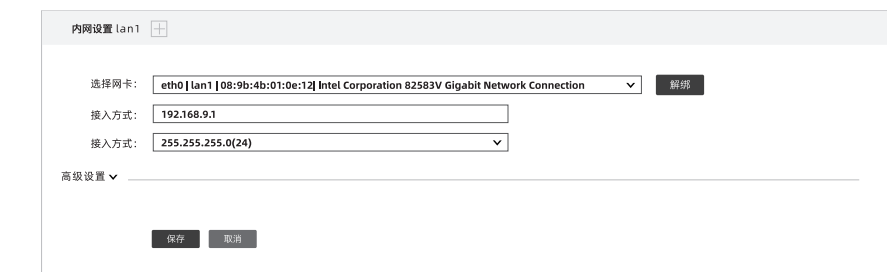 内网设置 lan1
选择网卡: eth0 | lan1 | 08:9b:4b:01:0e:12| Intel Corporation 82583V Gigabit Network Connection 解绑
接入方式: 192.168.9.1
接入方式: 255.255.255.0(24)
高级设置
保存 取消